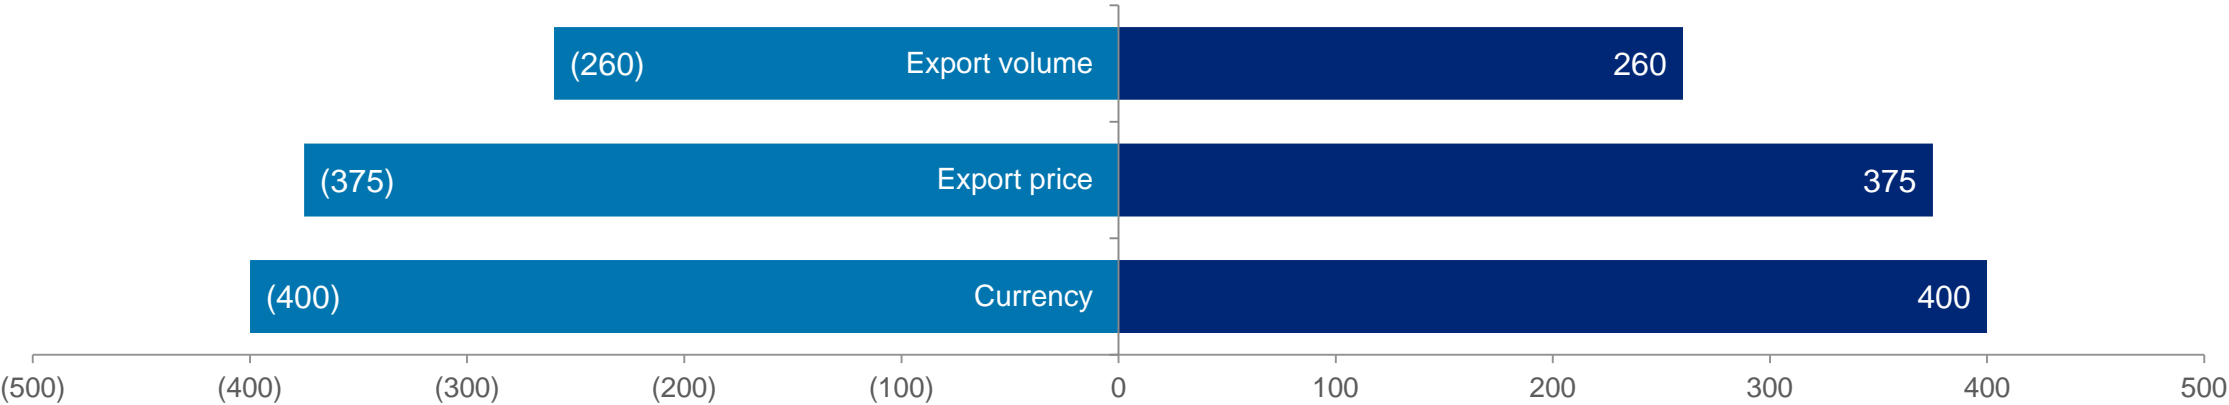 (260) Export volume 260
(375) Export price 375
(400) Currency 400
(500) (400) (300) (200) (100) 0 100 200 300 400 500